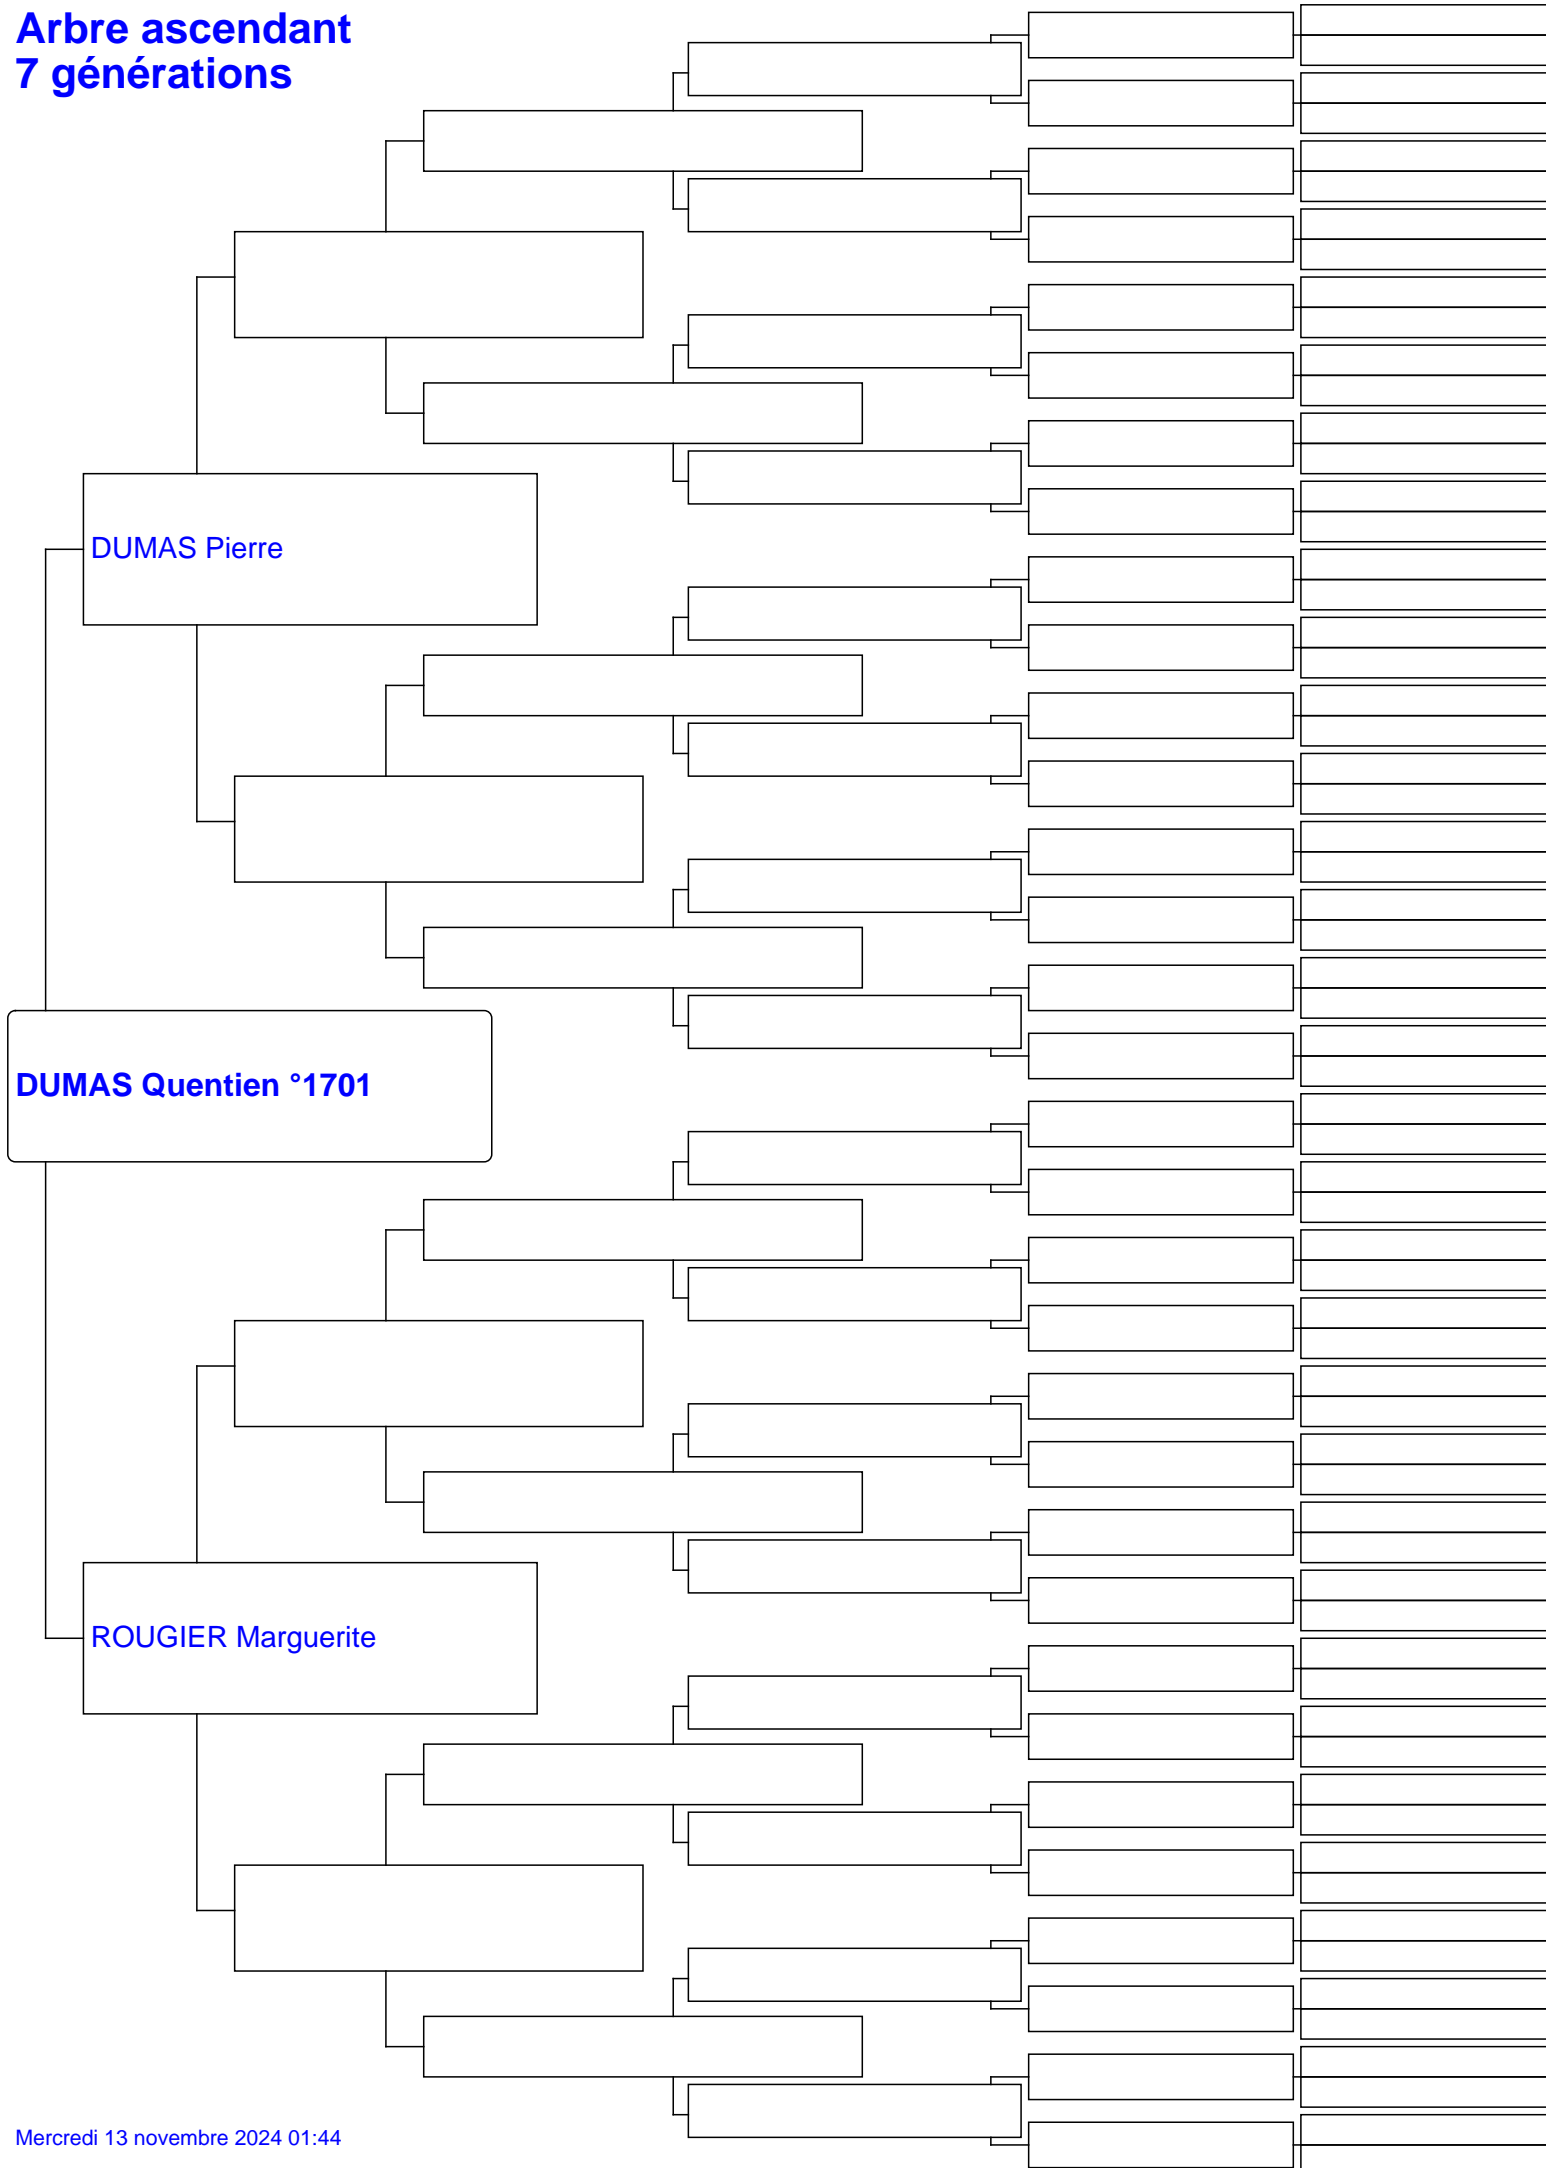 Arbre ascendant
7 générations
DUMAS Pierre
DUMAS Quentien °1701
ROUGIER Marguerite
Mercredi 13 novembre 2024 01:44